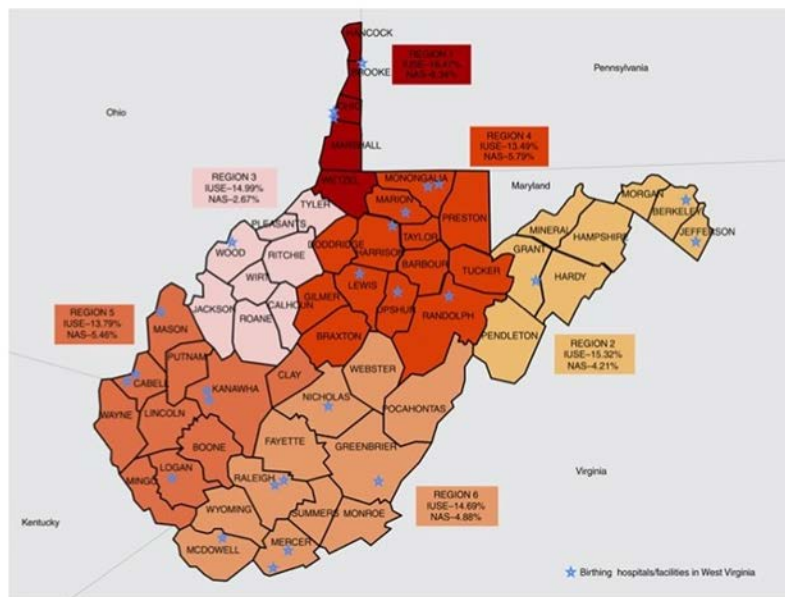 HANCOCK
REGION 1
BROOKE
Pennsylvania
Ohio
OHIO
MARSHALL
REGION 4
IUSE–13.49%
NAS–5.79%
REGION 3
IUSE–14.99%
NAS–2.67%
WETZEL
MONONGALIA
Maryland
MORGAN
BERKELEY
JEFFERSON
TYLER
MARION
PRESTON
MINERAL
HAMPSHIRE
PLEASANTS
WOOD
DODDRIDGE
HARRISON
TAYLOR
GRANT
RITCHIE
BARBOUR
TUCKER
HARDY
WIRT
LEWIS
REGION 5
IUSE–13.79%
NAS–5.46%
JACKSON
CALHOUN
GILMER
UPSHUR
RANDOLPH
MASON
ROANE
BRAXTON
PENDLETON
REGION 2
IUSE–15.32%
NAS–4.21%
PUTNAM
WEBSTER
CABELL
KANAWHA
CLAY
NICHOLAS
POCAHONTAS
WAYNE
LINCOLN
FAYETTE
GREENBRIER
BOONE
LOGAN
RALEIGH
Virginia
MINGO
WYOMING
SUMMERS
MONROE
REGION 6
IUSE–14.69%
NAS–4.88%
Kentucky
MERCER
MCDOWELL
Birthing hospitals/facilities in West Virginia